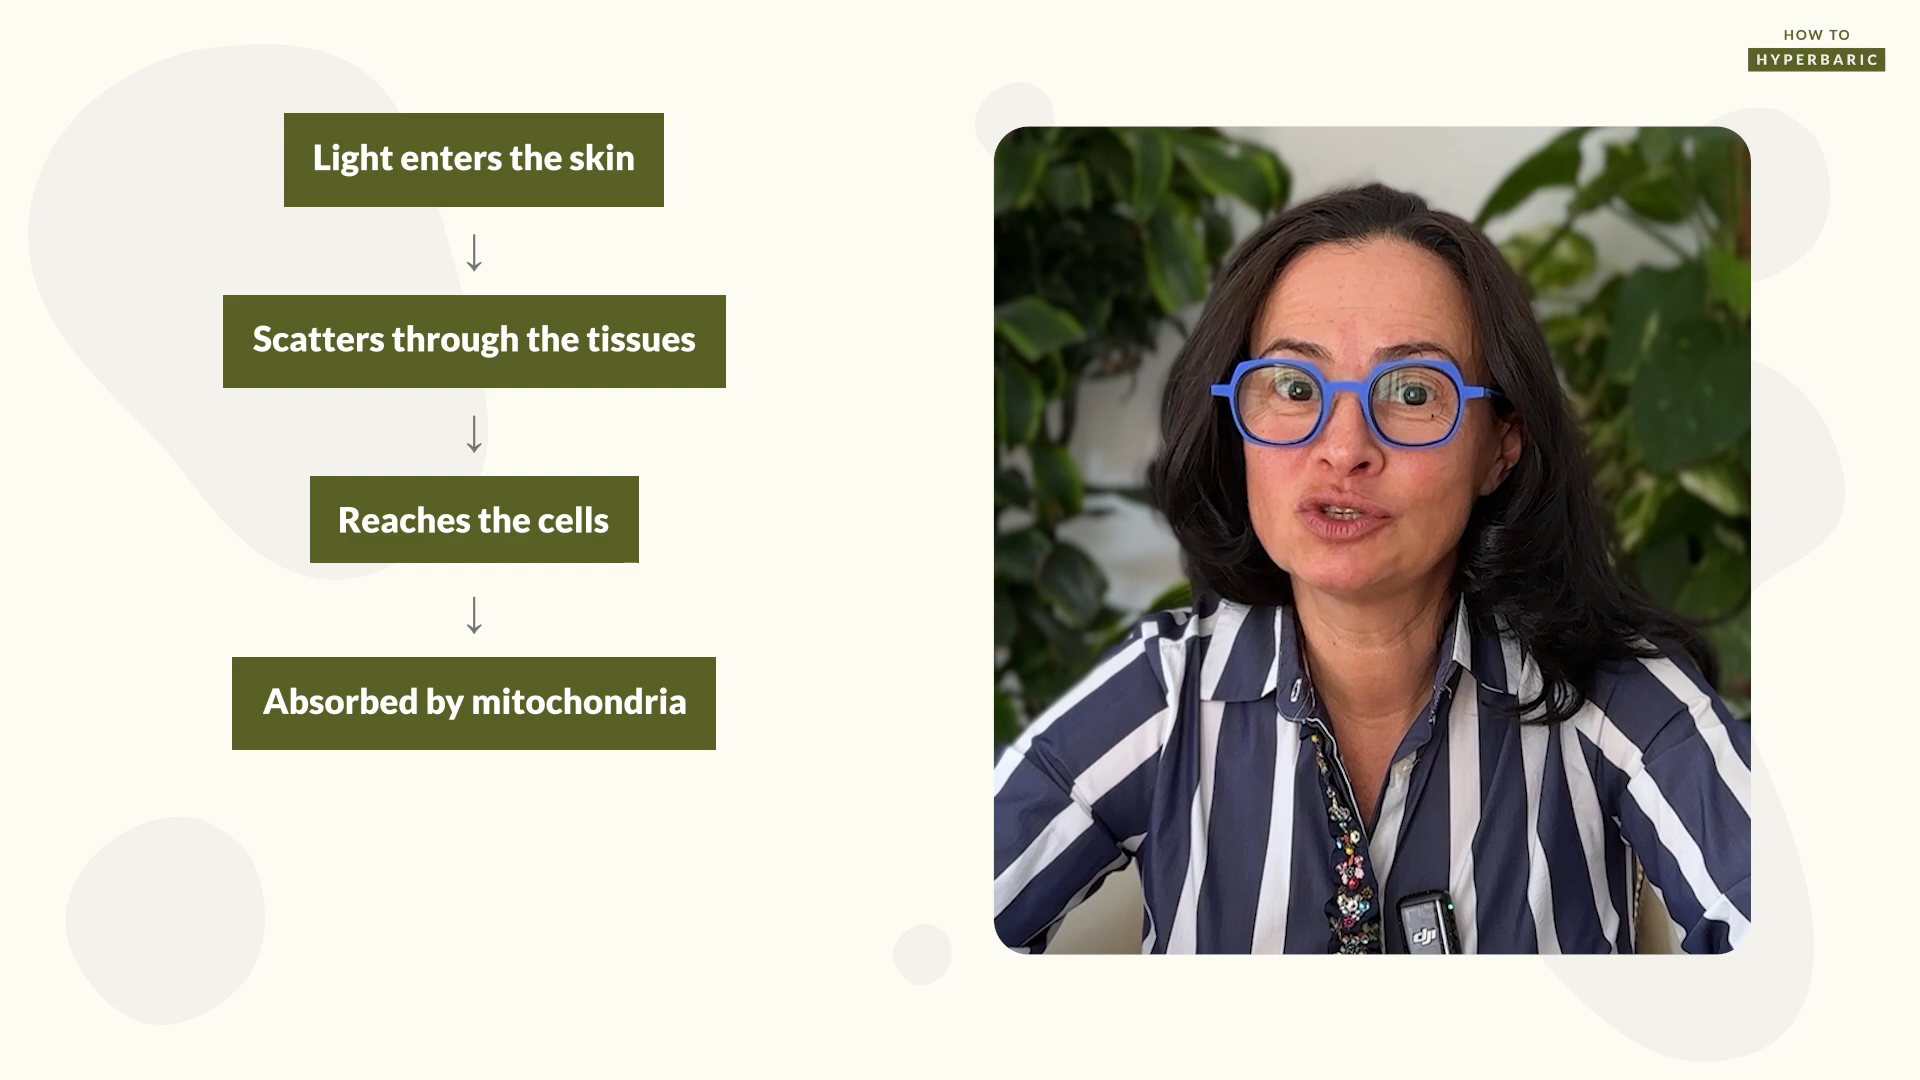 HOW TO
HYPERBARIC
Light enters the skin
↓
Scatters through the tissues
↓
Reaches the cells
↓
Absorbed by mitochondria
dji